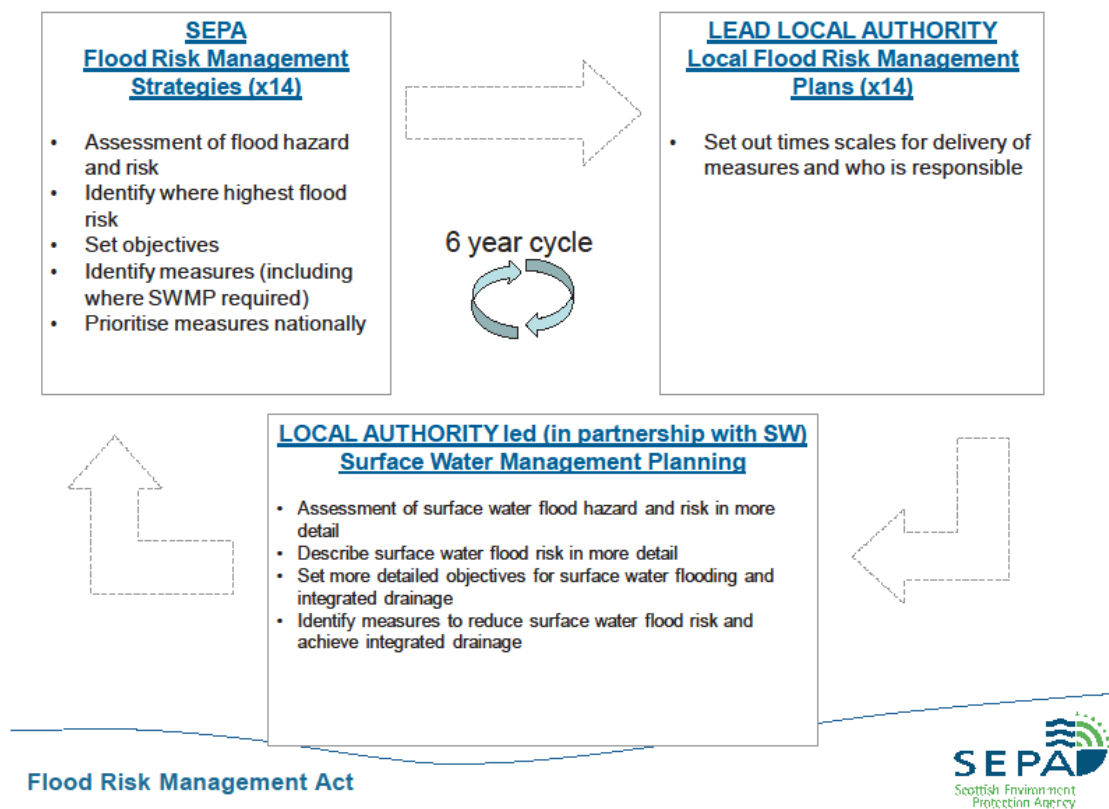 SEPA
Flood Risk Management
Strategies (x14)
• Assessment of flood hazard
and risk
• Identify where highest flood
risk
• Set objectives
• Identify measures (including
where SWMP required)
• Prioritise measures nationally
LEAD LOCAL AUTHORITY
Local Flood Risk Management
Plans (x14)
• Set out times scales for delivery of
measures and who is responsible
6 year cycle
LOCAL AUTHORITY led (in partnership with SW)
Surface Water Management Planning
• Assessment of surface water flood hazard and risk in more
detail
• Describe surface water flood risk in more detail
• Set more detailed objectives for surface water flooding and
integrated drainage
• Identify measures to reduce surface water flood risk and
achieve integrated drainage
Flood Risk Management Act
SEPA
Scottish Environment
Protection Agency